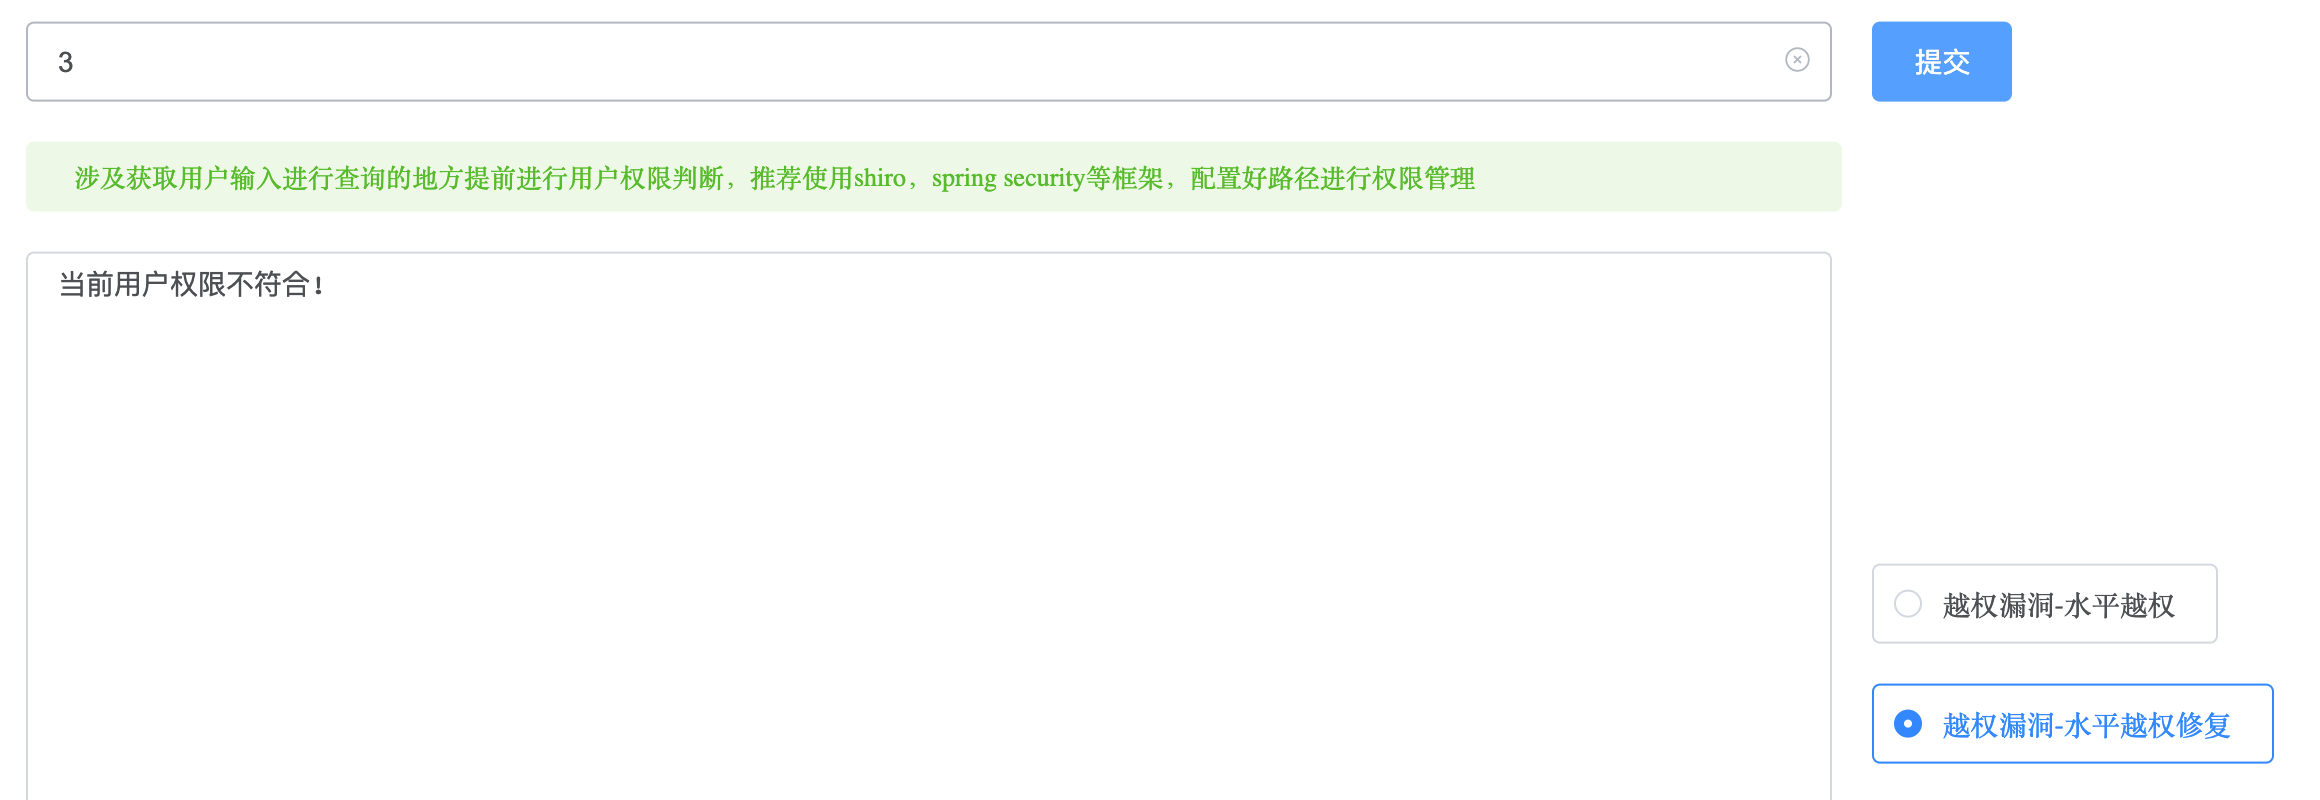 3
提交
涉及获取用户输入进行查询的地方提前进行用户权限判断，推荐使用shiro，spring security等框架，配置好路径进行权限管理
当前用户权限不符合！
越权漏洞-水平越权
越权漏洞-水平越权修复